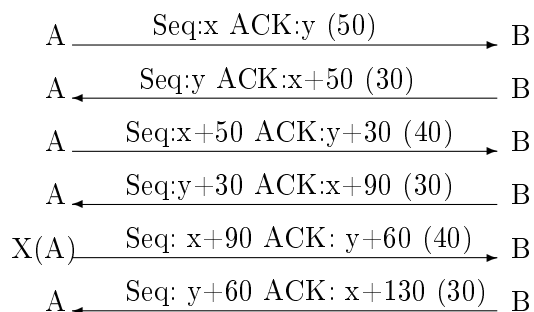 A Seq:x ACK:y (50) B
A Seq:y ACK:x+50 (30) B
A Seq:x+50 ACK:y+30 (40) B
A Seq:y+30 ACK:x+90 (30) B
X(A) Seq: x+90 ACK: y+60 (40) B
A Seq: y+60 ACK: x+130 (30) B